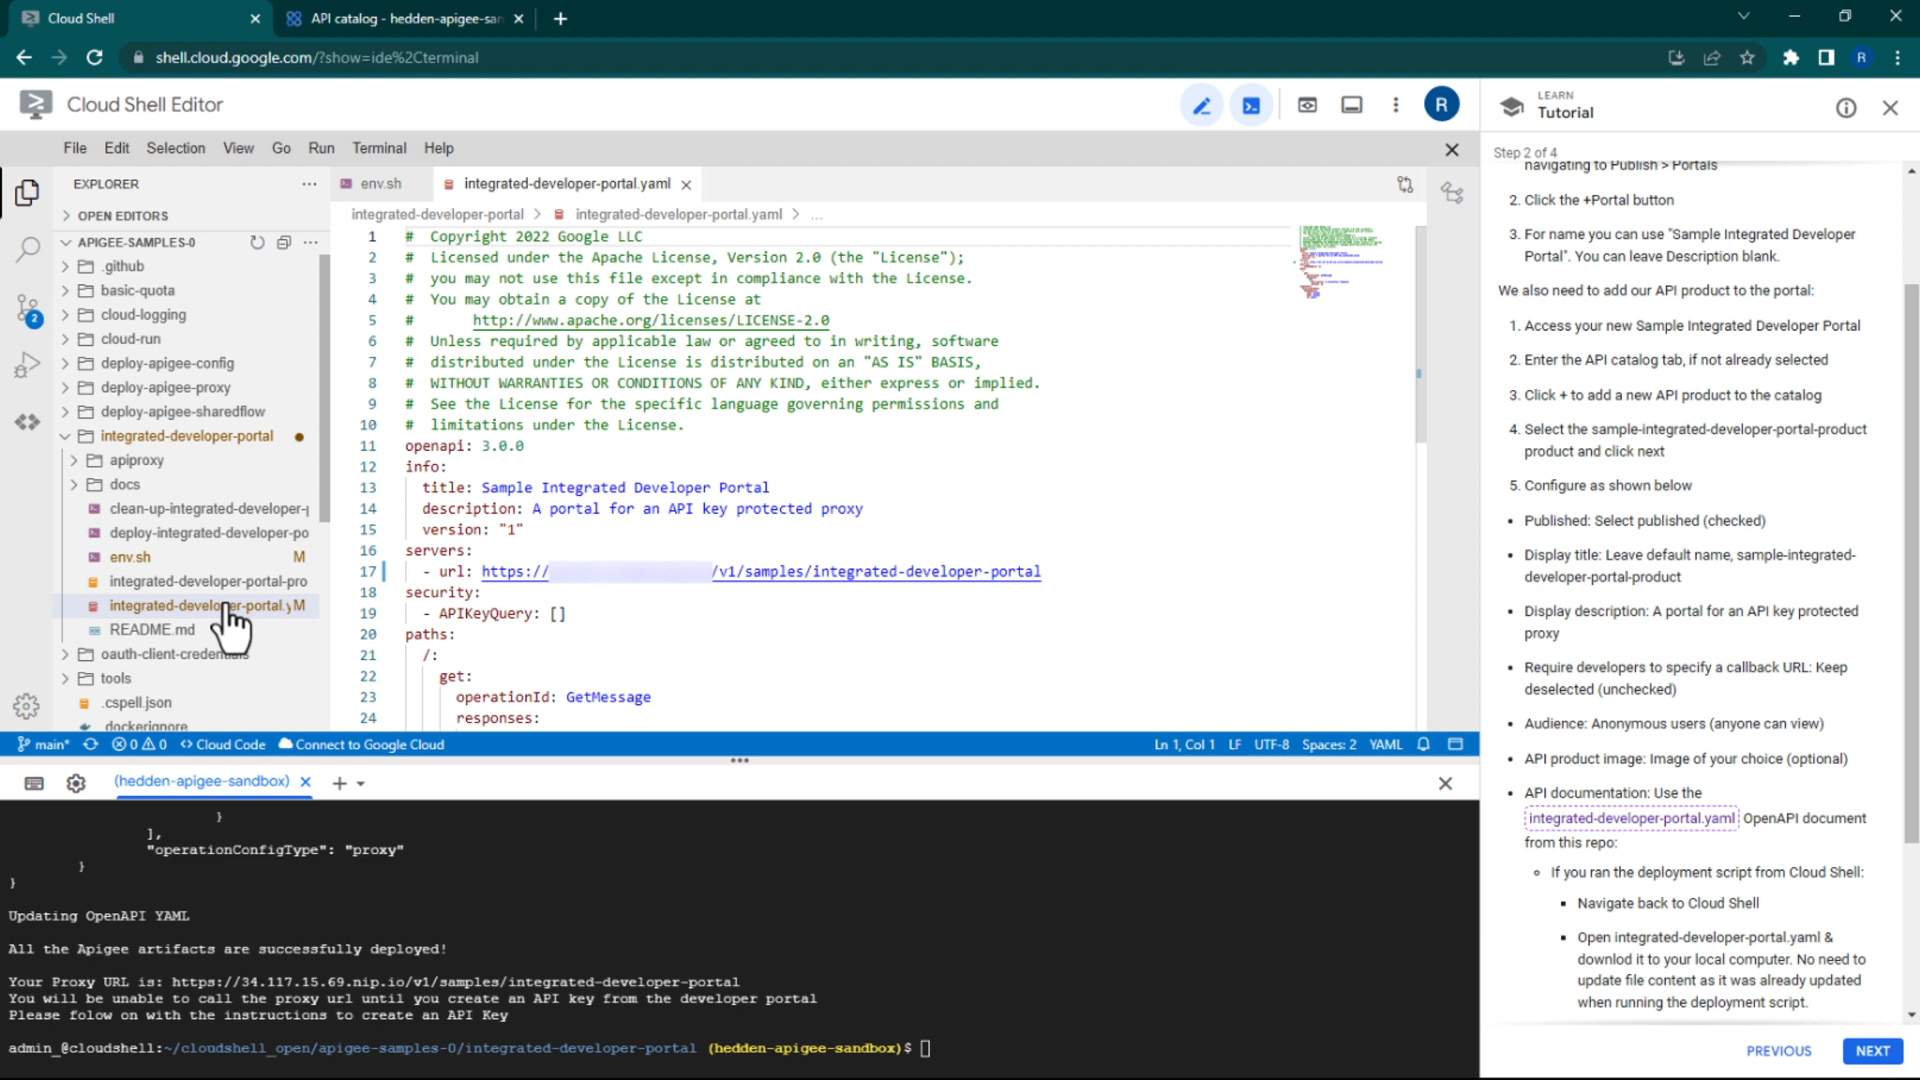 Cloud Shell
API catalog - hedden-apigee-san
shell.cloud.google.com/?show=ide%2Cterminal
R
Cloud Shell Editor
R
LEARN
Tutorial
File Edit Selection View Go Run Terminal Help
Step 2 of 4
EXPLORER
OPEN EDITORS
APIGEE-SAMPLES-0
.github
basic-quota
cloud-logging
cloud-run
deploy-apigee-config
deploy-apigee-proxy
deploy-apigee-sharedflow
integrated-developer-portal
apiproxy
docs
clean-up-integrated-developer-p
deploy-integrated-developer-po
env.sh M
integrated-developer-portal-pro
integrated-developer-portal.y M
README.md
oauth-client-credentials
tools
.cspell.json
.dockerignore
2
env.sh
integrated-developer-portal.yaml
integrated-developer-portal > integrated-developer-portal.yaml > ...
1 # Copyright 2022 Google LLC
2 # Licensed under the Apache License, Version 2.0 (the "License");
3 # you may not use this file except in compliance with the License.
4 # You may obtain a copy of the License at
5 # http://www.apache.org/licenses/LICENSE-2.0
6 # Unless required by applicable law or agreed to in writing, software
7 # distributed under the License is distributed on an "AS IS" BASIS,
8 # WITHOUT WARRANTIES OR CONDITIONS OF ANY KIND, either express or implied.
9 # See the License for the specific language governing permissions and
10 # limitations under the License.
11 openapi: 3.0.0
12 info:
13 title: Sample Integrated Developer Portal
14 description: A portal for an API key protected proxy
15 version: "1"
16 servers:
17 - url: https:// /v1/samples/integrated-developer-portal
18 security:
19 - APIKeyQuery: []
20 paths:
21 /:
22 get:
23 operationId: GetMessage
24 responses:
main* 0 0 Cloud Code Connect to Google Cloud
Ln 1, Col 1 LF UTF-8 Spaces: 2 YAML
(hedden-apigee-sandbox)
}
],
"operationConfigType": "proxy"
}
}
Updating OpenAPI YAML
All the Apigee artifacts are successfully deployed!
Your Proxy URL is: https://34.117.15.69.nip.io/v1/samples/integrated-developer-portal
You will be unable to call the proxy url until you create an API key from the developer portal
Please folow on with the instructions to create an API Key
admin_@cloudshell:~/cloudshell_open/apigee-samples-0/integrated-developer-portal (hedden-apigee-sandbox)$
navigating to Publish > Portals
2. Click the +Portal button
3. For name you can use "Sample Integrated Developer
Portal". You can leave Description blank.
We also need to add our API product to the portal:
1. Access your new Sample Integrated Developer Portal
2. Enter the API catalog tab, if not already selected
3. Click + to add a new API product to the catalog
4. Select the sample-integrated-developer-portal-product
product and click next
5. Configure as shown below
• Published: Select published (checked)
• Display title: Leave default name, sample-integrated-
developer-portal-product
• Display description: A portal for an API key protected
proxy
• Require developers to specify a callback URL: Keep
deselected (unchecked)
• Audience: Anonymous users (anyone can view)
• API product image: Image of your choice (optional)
• API documentation: Use the
integrated-developer-portal.yaml OpenAPI document
from this repo:
If you ran the deployment script from Cloud Shell:
Navigate back to Cloud Shell
Open integrated-developer-portal.yaml &
downlod it to your local computer. No need to
update file content as it was already updated
when running the deployment script.
PREVIOUS NEXT